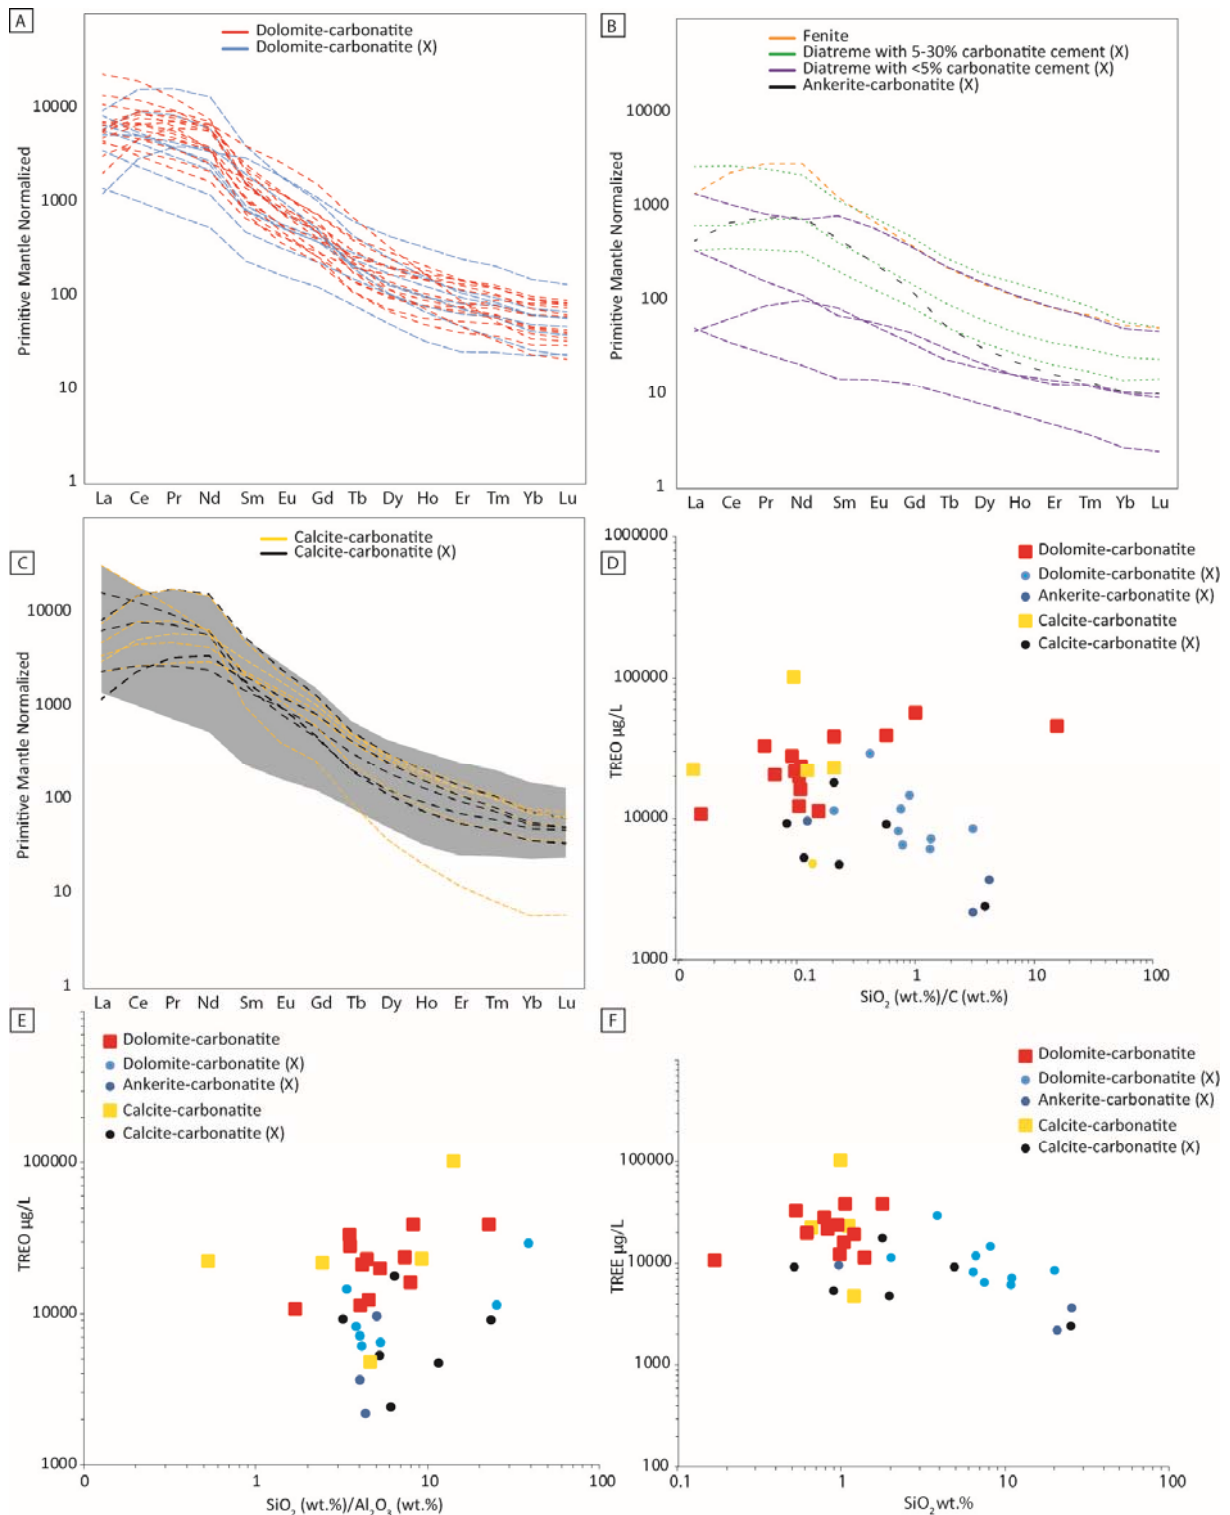 A
Dolomite-carbonatite
Dolomite-carbonatite (X)
Primitive Mantle Normalized
10000
1000
100
10
1
La Ce Pr Nd Sm Eu Gd Tb Dy Ho Er Tm Yb Lu
B
Fenite
Diatreme with 5-30% carbonatite cement (X)
Diatreme with <5% carbonatite cement (X)
Ankerite-carbonatite (X)
Primitive Mantle Normalized
10000
1000
100
10
1
La Ce Pr Nd Sm Eu Gd Tb Dy Ho Er Tm Yb Lu
C
Calcite-carbonatite
Calcite-carbonatite (X)
Primitive Mantle Normalized
10000
1000
100
10
1
La Ce Pr Nd Sm Eu Gd Tb Dy Ho Er Tm Yb Lu
D
Dolomite-carbonatite
Dolomite-carbonatite (X)
Ankerite-carbonatite (X)
Calcite-carbonatite
Calcite-carbonatite (X)
TREO µg/L
1000000
100000
10000
1000
0 0.1 1 10 100
SiO₂ (wt.%)/C (wt.%)
E
Dolomite-carbonatite
Dolomite-carbonatite (X)
Ankerite-carbonatite (X)
Calcite-carbonatite
Calcite-carbonatite (X)
TREO µg/L
100000
10000
1000
0 1 10 100
SiO₂ (wt.%)/Al₂O₃ (wt.%)
F
Dolomite-carbonatite
Dolomite-carbonatite (X)
Ankerite-carbonatite (X)
Calcite-carbonatite
Calcite-carbonatite (X)
TREE µg/L
100000
10000
1000
100
0.1 1 10 100
SiO₂ wt.%